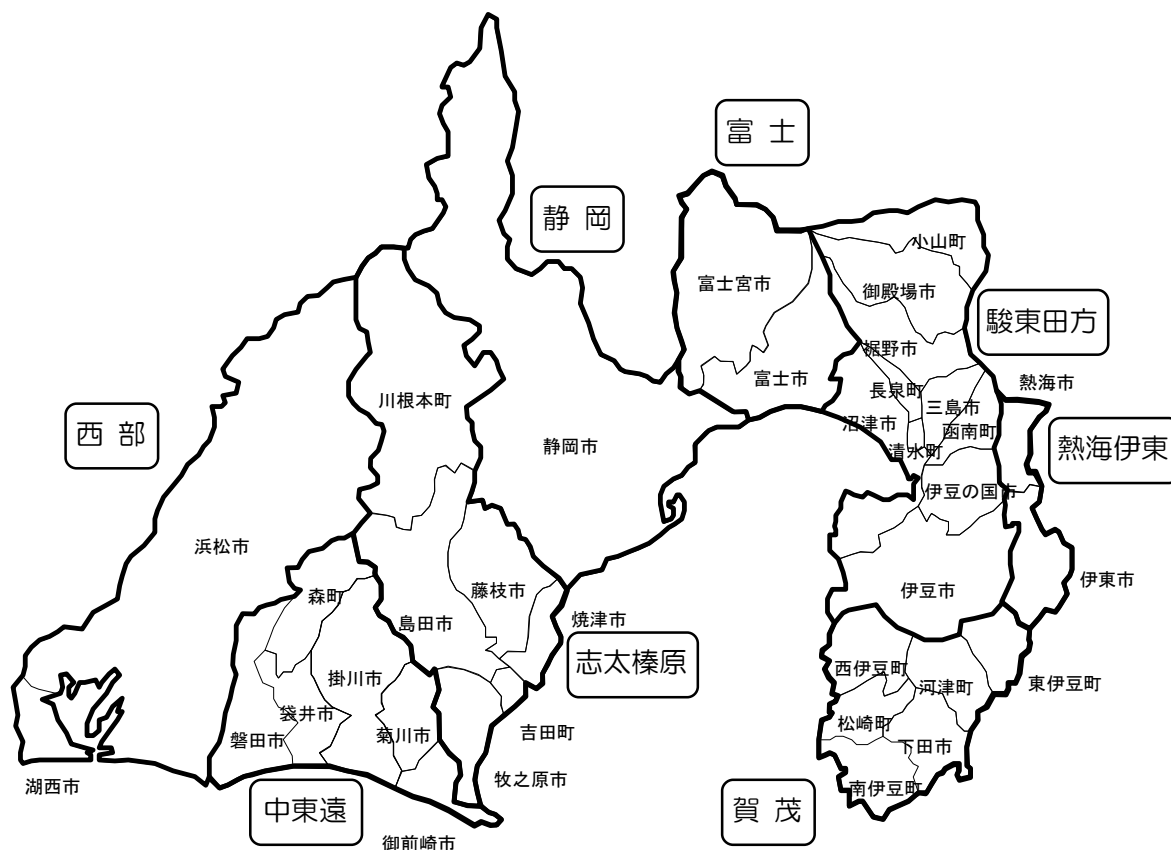 富士
静岡
小山町
富士宮市
御殿場市
駿東田方
裾野市
富士市
熱海市
長泉町
川根本町
三島市
沼津市
函南町
西部
静岡市
清水町
熱海伊東
伊豆の国市
浜松市
伊東市
藤枝市
伊豆市
森町
焼津市
島田市
志太榛原
西伊豆町
掛川市
河津町
東伊豆町
袋井市
松崎町
吉田町
菊川市
磐田市
下田市
牧之原市
湖西市
南伊豆町
中東遠
賀茂
御前崎市